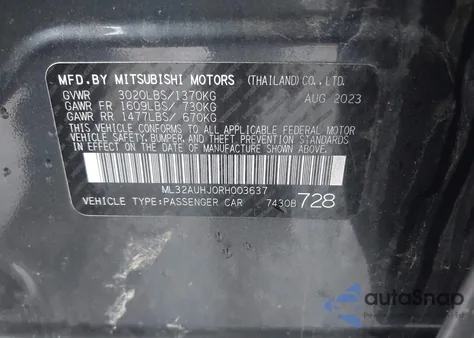 MFD.BY MITSUBISHI MOTORS (THAILAND)CO.,LTD.
GVWR 3020LBS/1370KG AUG 2023
GAWR FR 1609LBS/ 730KG
GAWR RR 1477LBS/ 670KG
THIS VEHICLE CONFORMS TO ALL APPLICABLE FEDERAL MOTOR
VEHICLE SAFETY, BUMPER, AND THEFT PREVENTION STANDARDS
IN EFFECT ON THE DATE OF MANUFACTURE SHOWN ABOVE.
ML32AUHJ0RH003637
VEHICLE TYPE:PASSENGER CAR 7430B 728
autoSnap